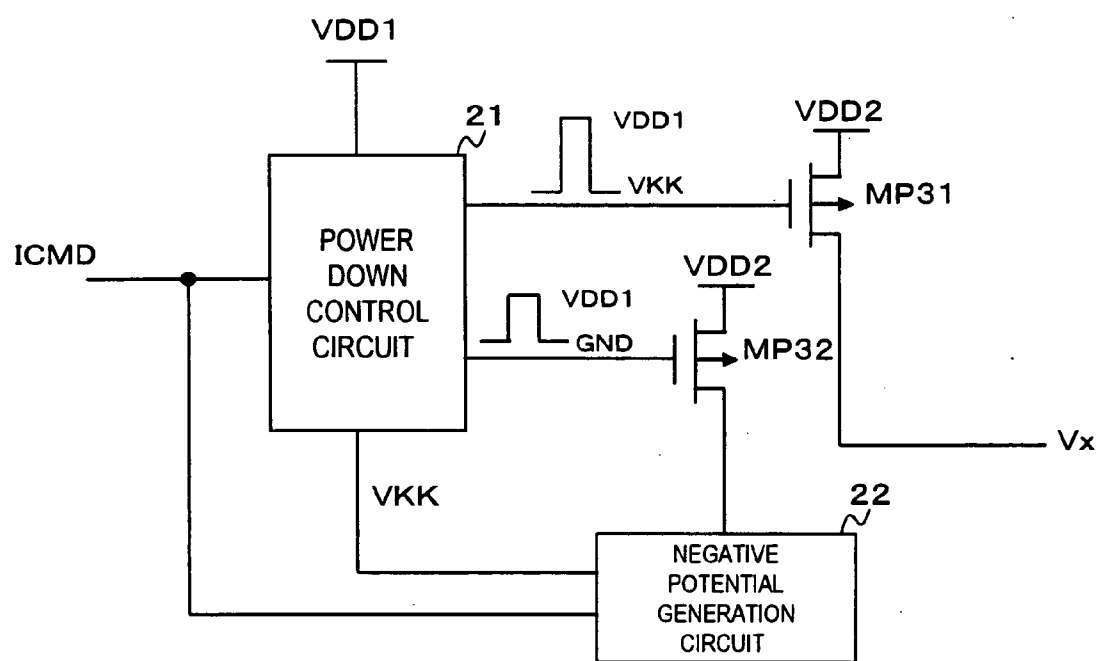 VDD1
21
VDD1
VDD2
VKK
MP31
ICMD
POWER
DOWN
CONTROL
CIRCUIT
VDD2
VDD1
GND
MP32
Vx
VKK
22
NEGATIVE
POTENTIAL
GENERATION
CIRCUIT